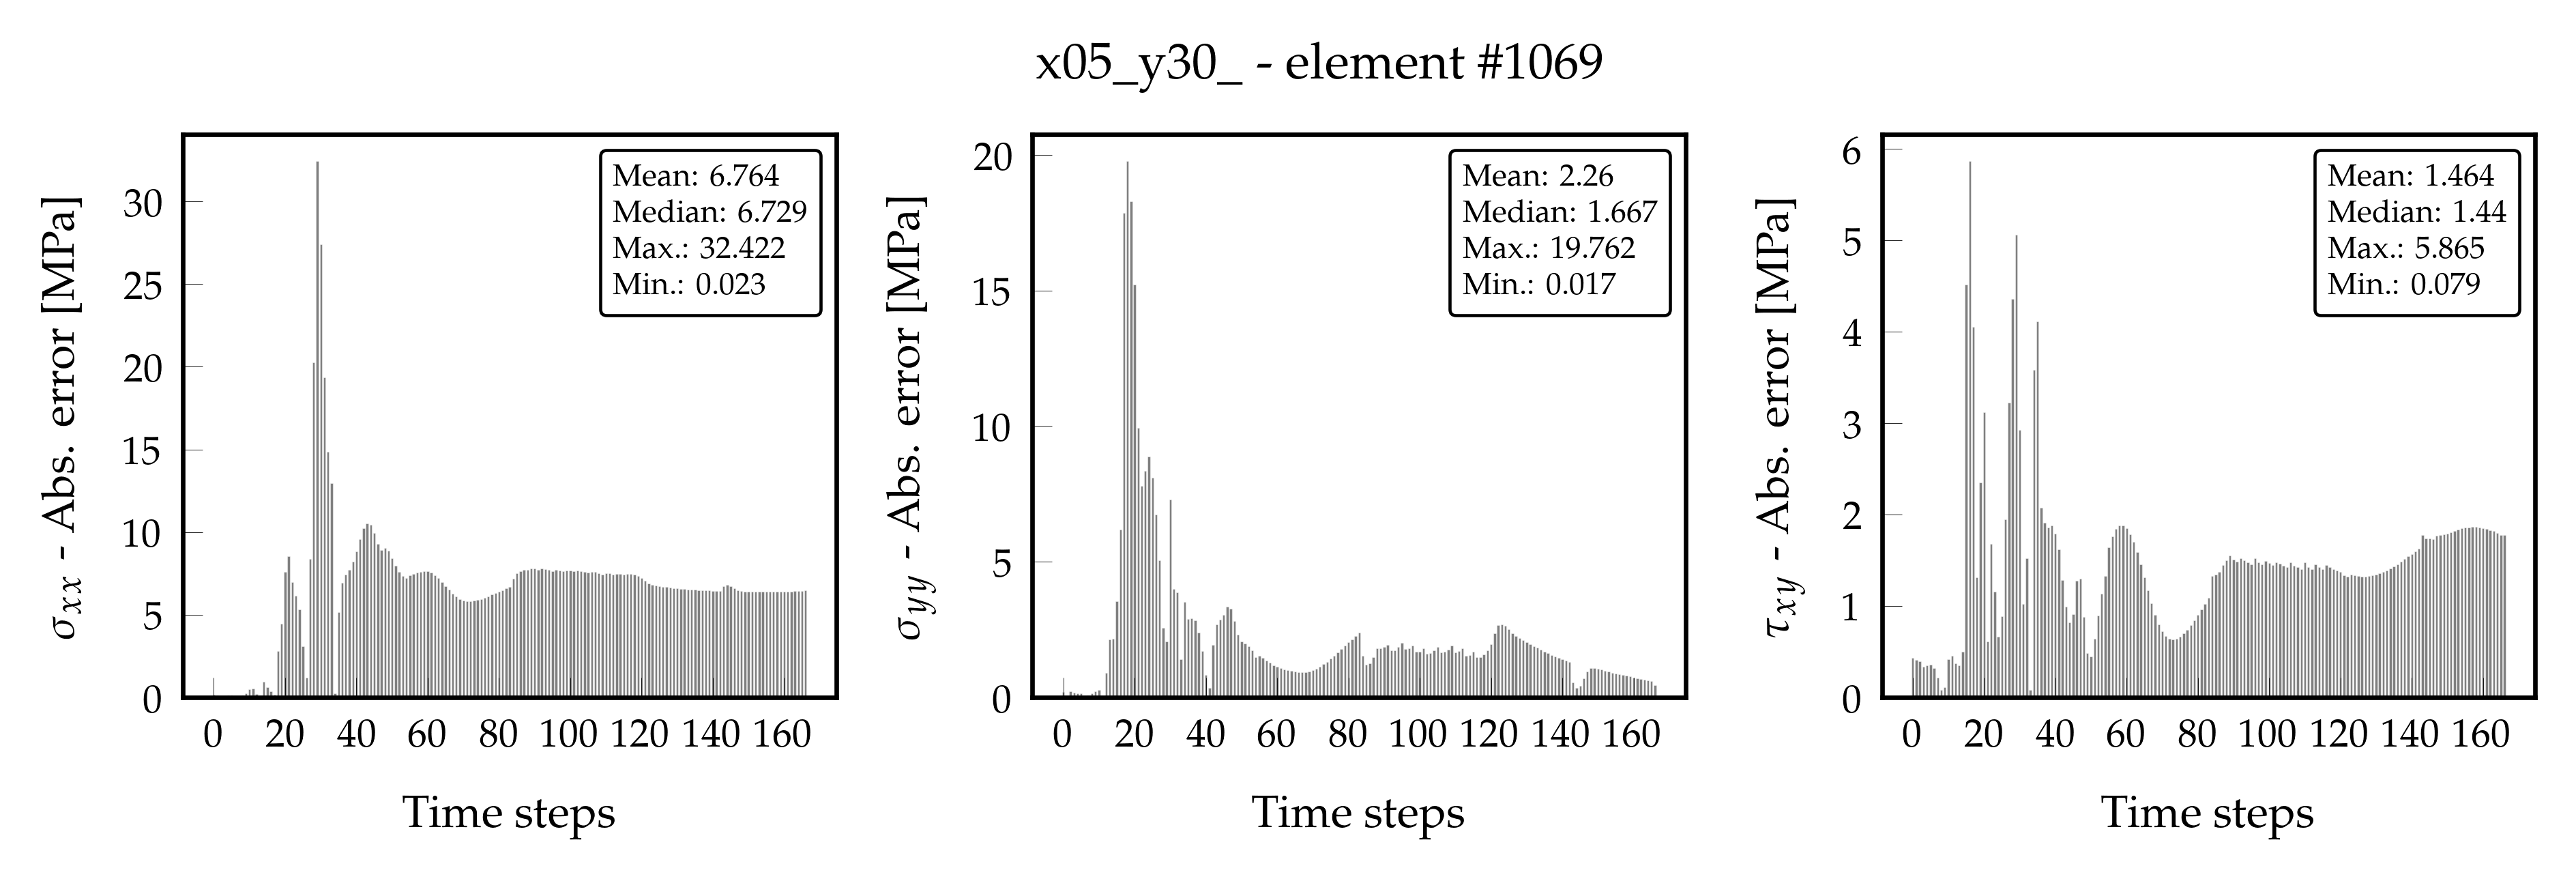 x05_y30_ - element #1069
σxx - Abs. error [MPa]
30
25
20
15
10
5
0
Mean: 6.764
Median: 6.729
Max.: 32.422
Min.: 0.023
0 20 40 60 80 100 120 140 160
Time steps
σyy - Abs. error [MPa]
20
15
10
5
0
Mean: 2.26
Median: 1.667
Max.: 19.762
Min.: 0.017
0 20 40 60 80 100 120 140 160
Time steps
τxy - Abs. error [MPa]
6
5
4
3
2
1
0
Mean: 1.464
Median: 1.44
Max.: 5.865
Min.: 0.079
0 20 40 60 80 100 120 140 160
Time steps